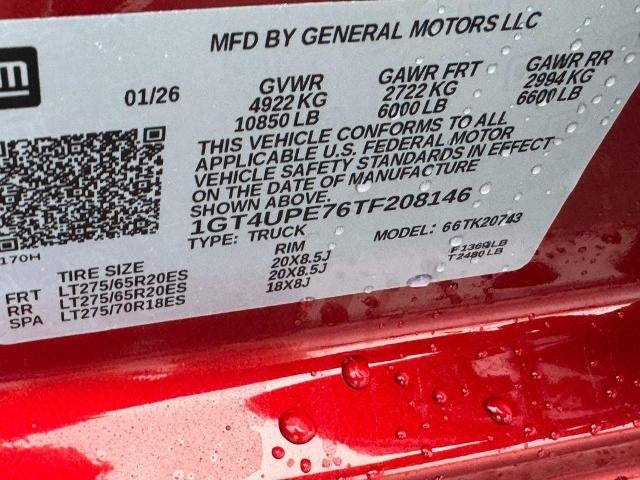 gm
MFD BY GENERAL MOTORS LLC
01/26
GVWR
4922 KG
10850 LB
GAWR FRT
2722 KG
6000 LB
GAWR RR
2994 KG
6600 LB
THIS VEHICLE CONFORMS TO ALL
APPLICABLE U.S. FEDERAL MOTOR
VEHICLE SAFETY STANDARDS IN EFFECT
ON THE DATE OF MANUFACTURE
SHOWN ABOVE.
1GT4UPE76TF208146
TYPE: TRUCK
MODEL: 66TK20743
170H
TIRE SIZE
RIM
FRT LT275/65R20ES 20X8.5J
RR LT275/65R20ES 20X8.5J
SPA LT275/70R18ES 18X8J
T2480LB